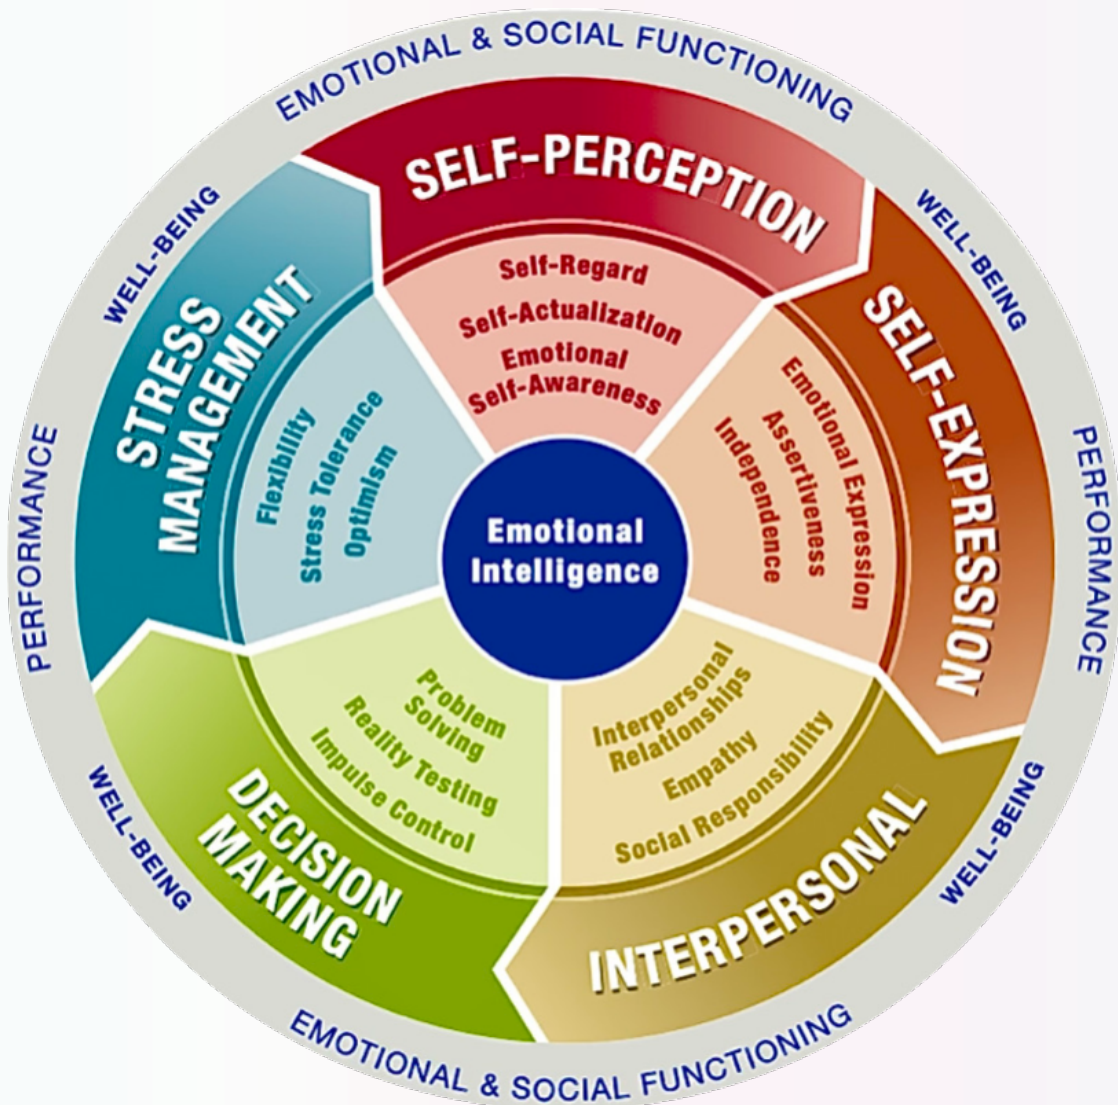 EMOTIONAL & SOCIAL FUNCTIONING
WELL-BEING
WELL-BEING
PERFORMANCE
PERFORMANCE
SELF-PERCEPTION
Self-Regard
Self-Actualization
Emotional
Self-Awareness
SELF-EXPRESSION
Emotional Expression
Assertiveness
Independence
STRESS
MANAGEMENT
Flexibility
Stress Tolerance
Optimism
Emotional
Intelligence
DECISION
MAKING
Problem
Solving
Reality Testing
Impulse Control
INTERPERSONAL
Interpersonal
Relationships
Empathy
Social Responsibility
WELL-BEING
WELL-BEING
EMOTIONAL & SOCIAL FUNCTIONING